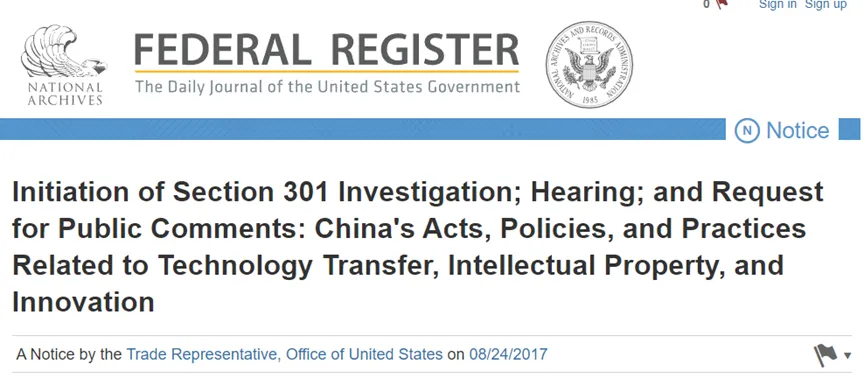 0 Sign in Sign up
NATIONAL
ARCHIVES
FEDERAL REGISTER
The Daily Journal of the United States Government
NATIONAL ARCHIVES AND RECORDS ADMINISTRATION
1985
N Notice
Initiation of Section 301 Investigation; Hearing; and Request
for Public Comments: China's Acts, Policies, and Practices
Related to Technology Transfer, Intellectual Property, and
Innovation
A Notice by the Trade Representative, Office of United States on 08/24/2017